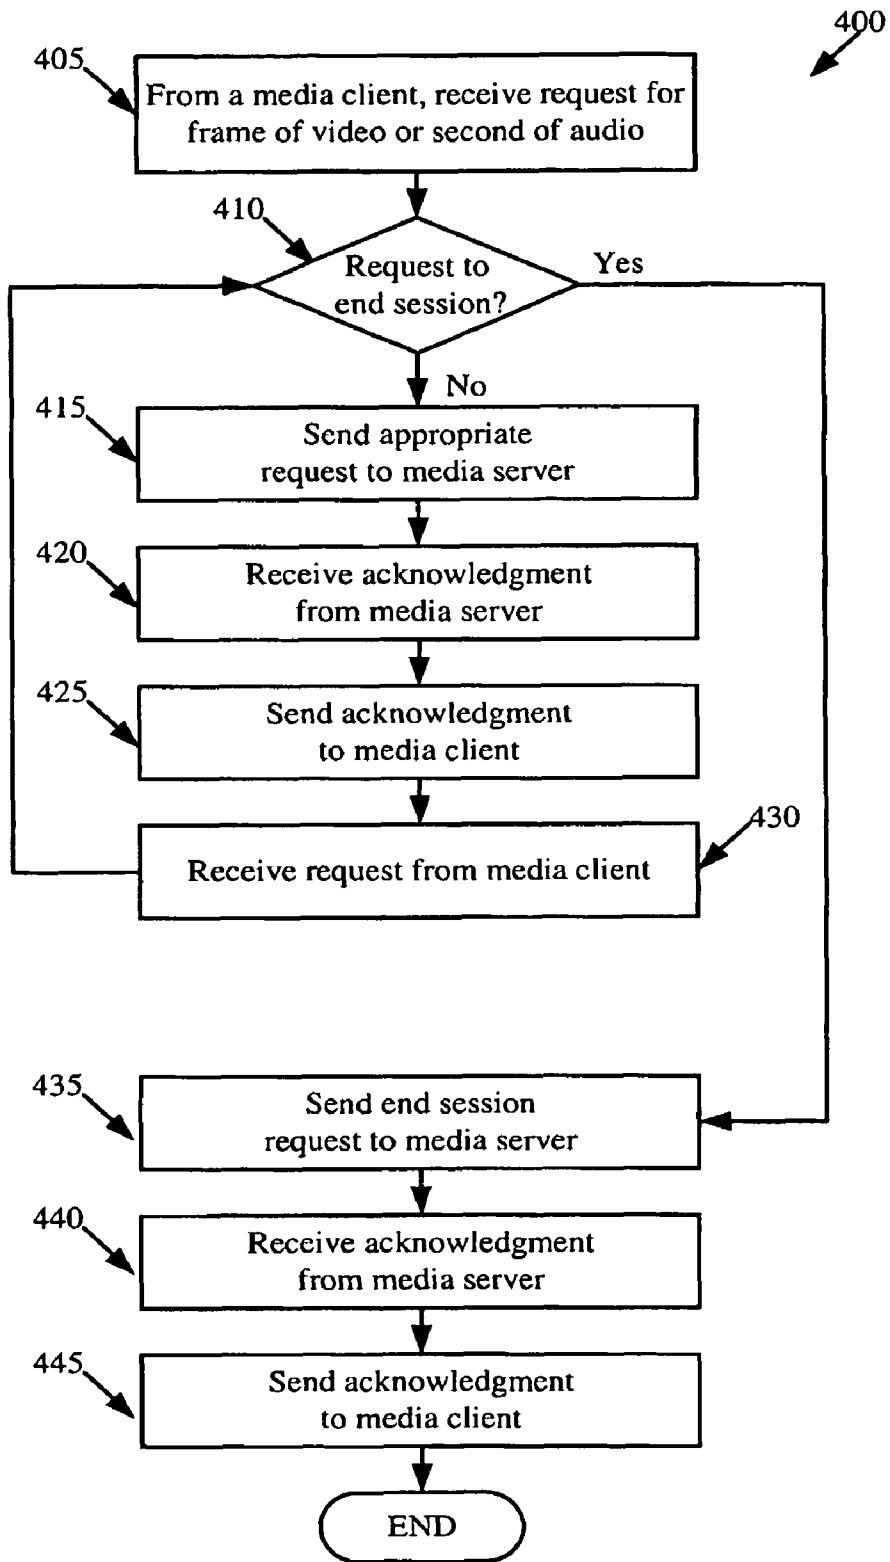 400
405
From a media client, receive request for
frame of video or second of audio
410
Request to
end session?
Yes
No
415
Send appropriate
request to media server
420
Receive acknowledgment
from media server
425
Send acknowledgment
to media client
430
Receive request from media client
435
Send end session
request to media server
440
Receive acknowledgment
from media server
445
Send acknowledgment
to media client
END